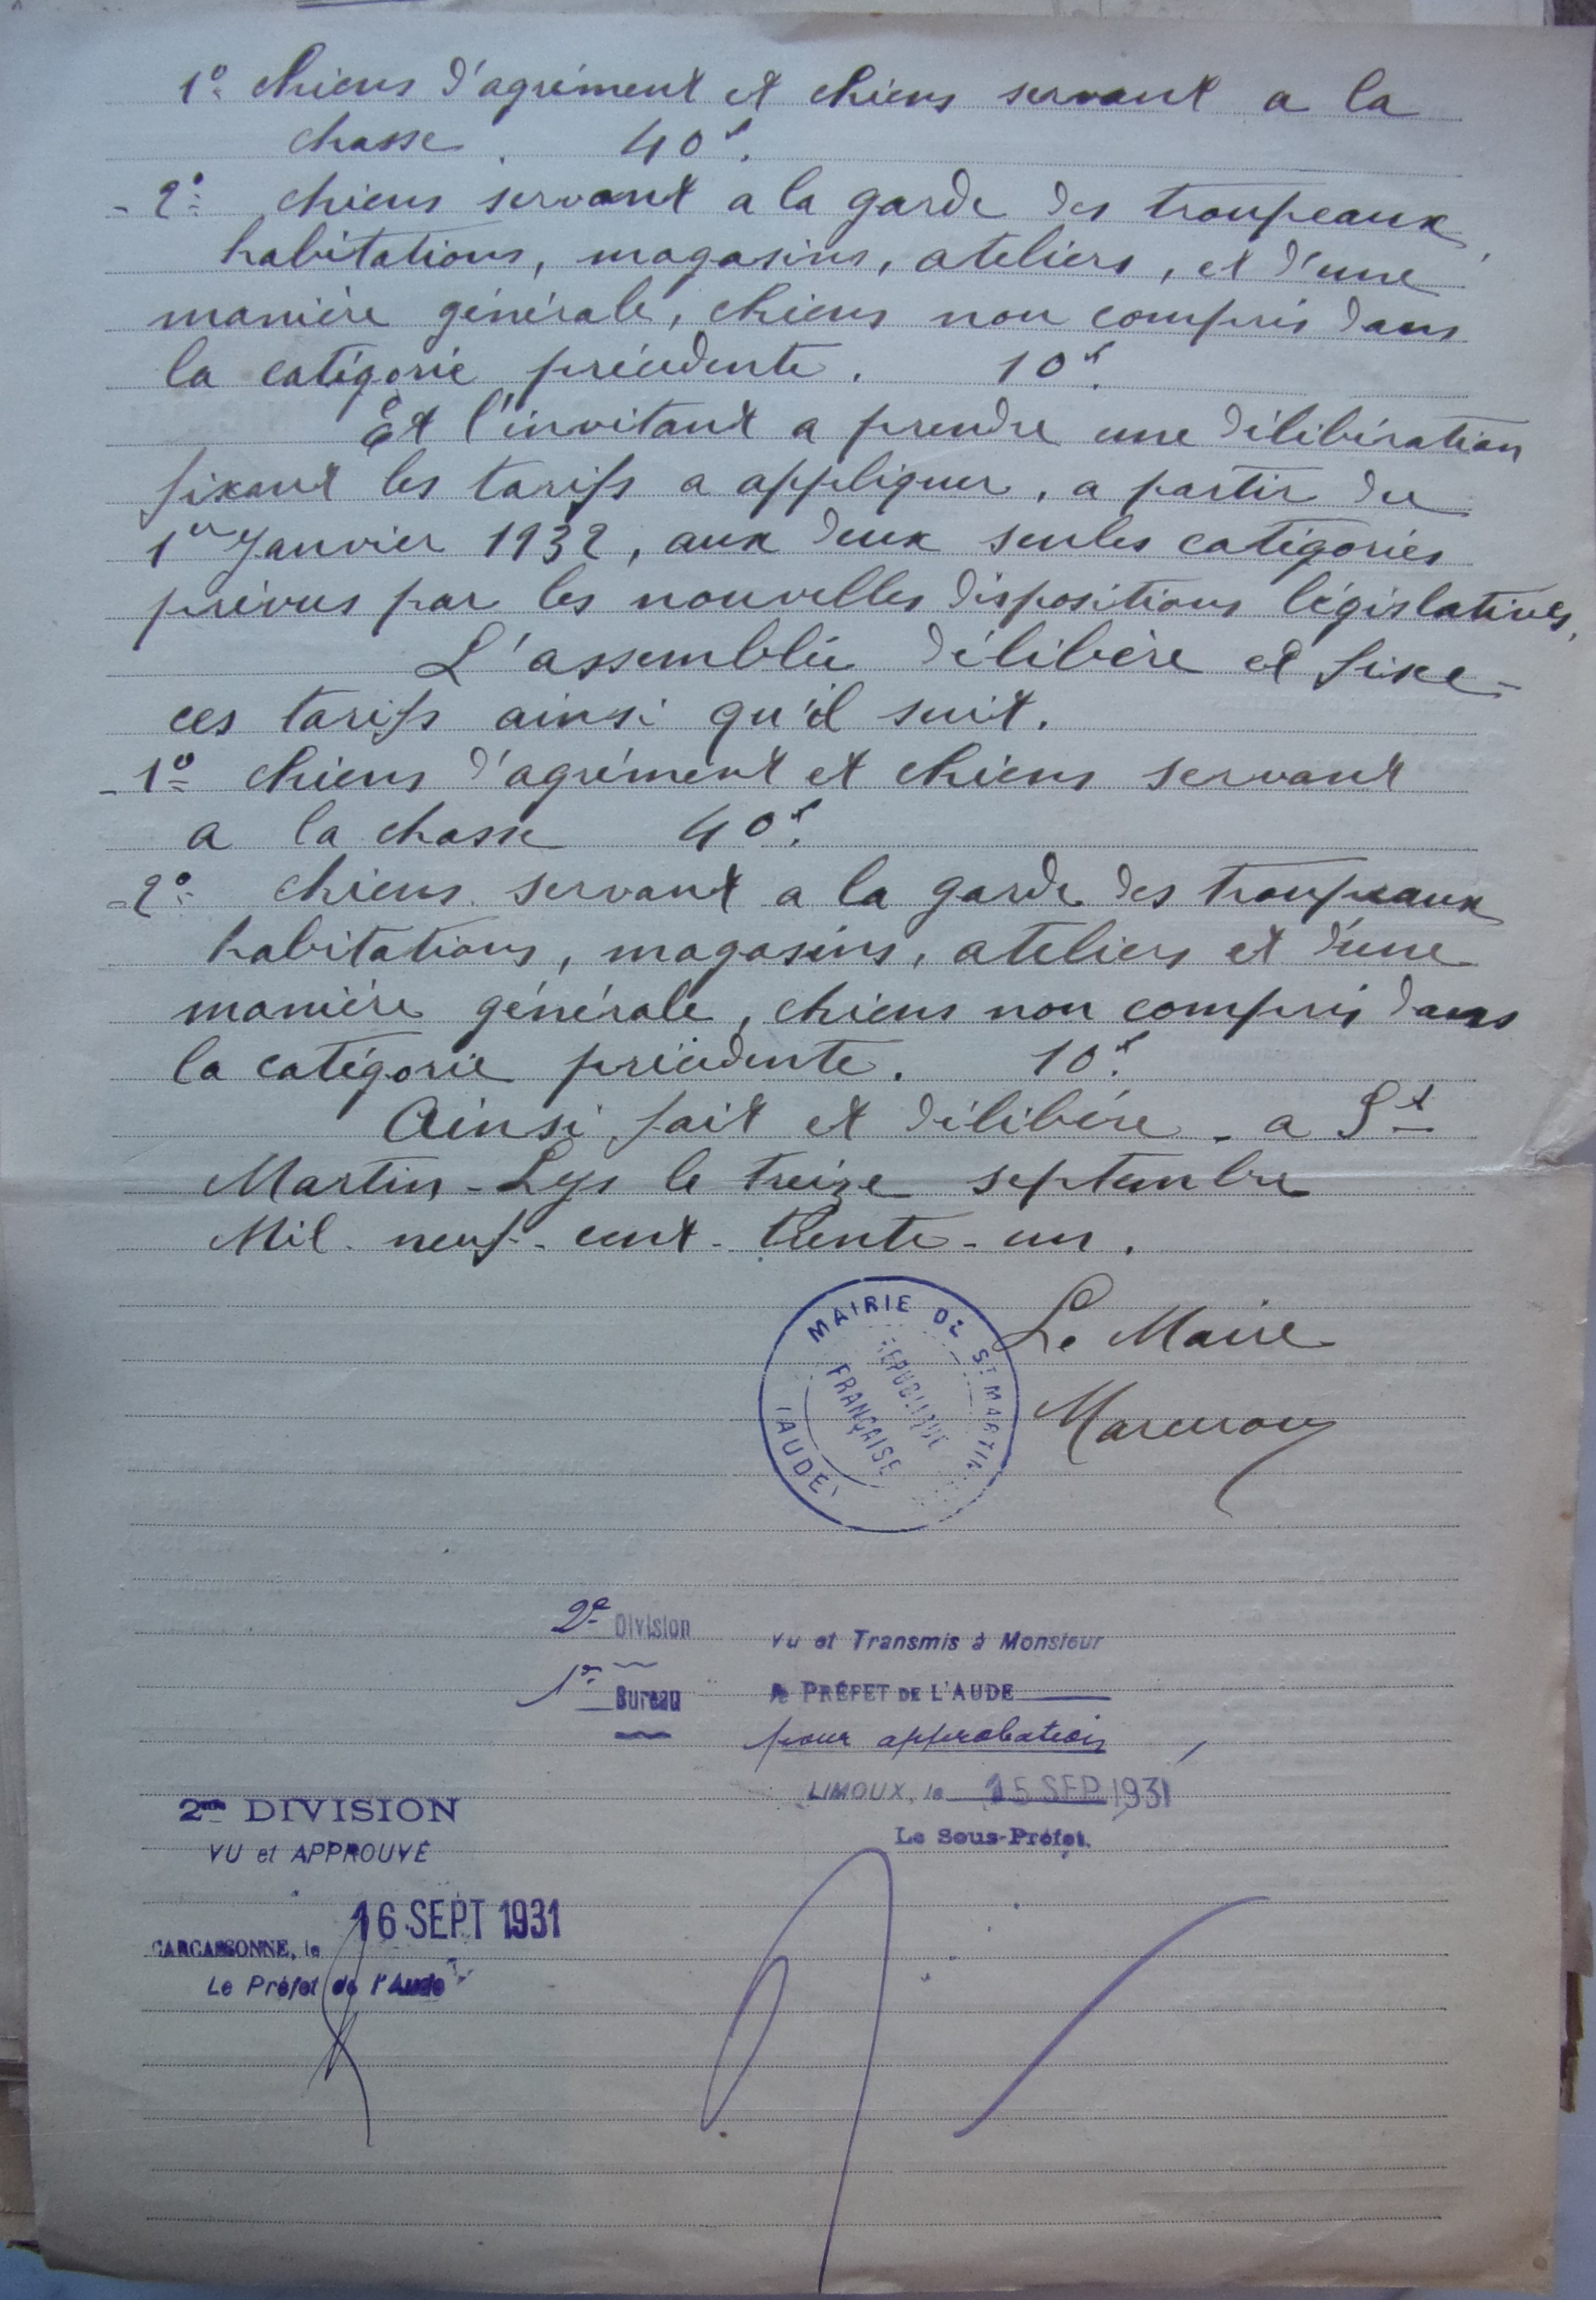 1º chiens d'agrément et chiens servant a la
chasse. 40f.
- 2º chiens servant a la garde des troupeaux,
habitations, magasins, ateliers, et d'une
manière générale, chiens non compris dans
la catégorie précédente. 10f.
Et l'invitant a prendre une délibération
fixant les tarifs a appliquer, a partir du
1er Janvier 1932, aux deux seules catégories
prévues par les nouvelles dispositions législatives,
L'assemblée délibère et fixe
ces tarifs ainsi qu'il suit.
- 1º chiens d'agrément et chiens servant
a la chasse 40f.
- 2º chiens servant a la garde des troupeaux
habitations, magasins, ateliers et d'une
manière générale, chiens non compris dans
la catégorie précédente. 10f.
Ainsi fait et délibéré - a St
Martin-Lys le treize septembre
Mil - neuf - cent - trente - un.
Le Maire
MAIRIE DE ST MARTIN
RÉPUBLIQUE
FRANÇAISE
(AUDE)
2e Division
1er Bureau
Vu et Transmis à Monsieur
le PRÉFET DE L'AUDE
pour approbation
LIMOUX, le 15 SEP 1931
Le Sous-Préfet.
2me DIVISION
VU et APPROUVÉ
16 SEPT 1931
CARCASSONNE, le
Le Préfet de l'Aude